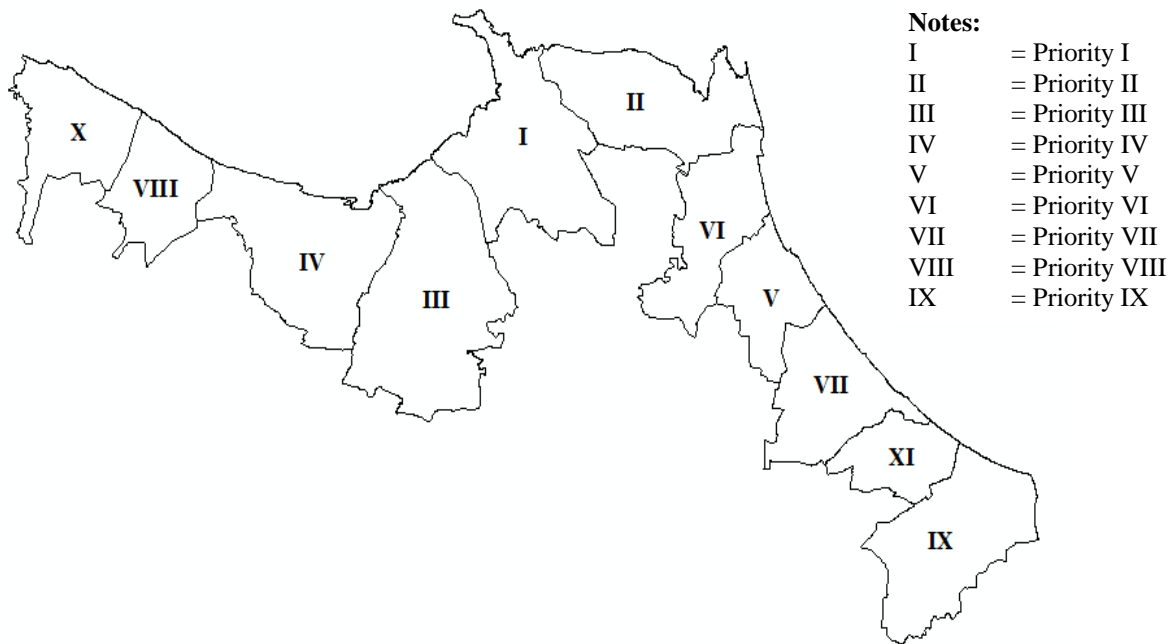 Notes:
I = Priority I
II = Priority II
III = Priority III
IV = Priority IV
V = Priority V
VI = Priority VI
VII = Priority VII
VIII = Priority VIII
IX = Priority IX
II
X
I
VIII
VI
IV
III
V
VII
XI
IX